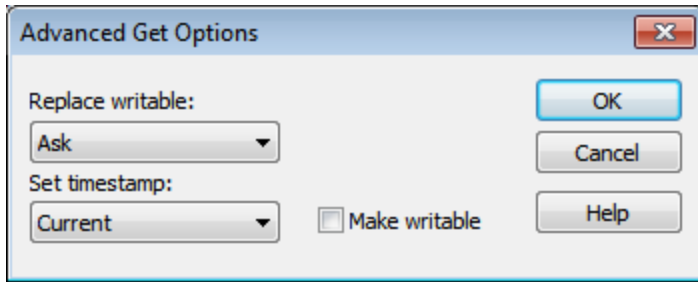 Advanced Get Options
Replace writable:
OK
Ask
Cancel
Set timestamp:
Current
Make writable
Help